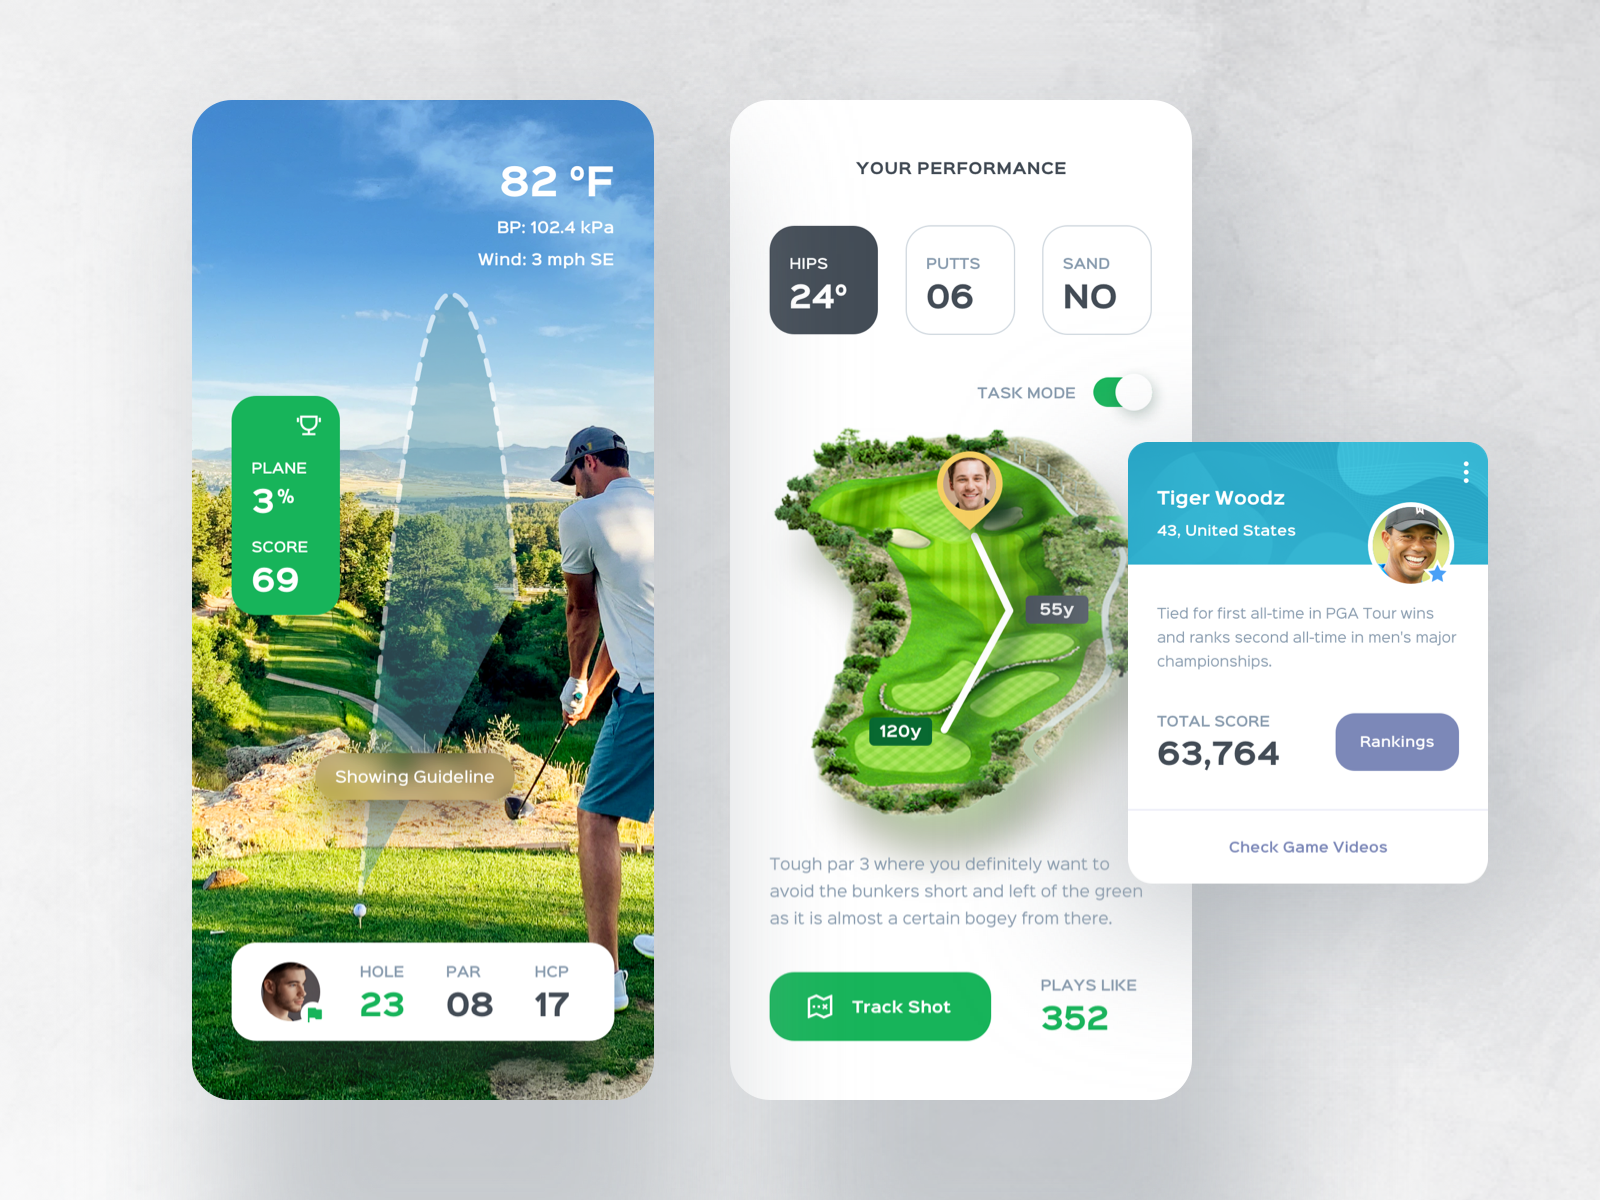 82 °F
BP: 102.4 kPa
Wind: 3 mph SE
PLANE
3%
SCORE
69
Showing Guideline
HOLE PAR HCP
23 08 17
YOUR PERFORMANCE
HIPS PUTTS SAND
24° 06 NO
TASK MODE
55y
120y
Tough par 3 where you definitely want to
avoid the bunkers short and left of the green
as it is almost a certain bogey from there.
Track Shot
PLAYS LIKE
352
Tiger Woodz
43, United States
Tied for first all-time in PGA Tour wins
and ranks second all-time in men's major
championships.
TOTAL SCORE
63,764
Rankings
Check Game Videos